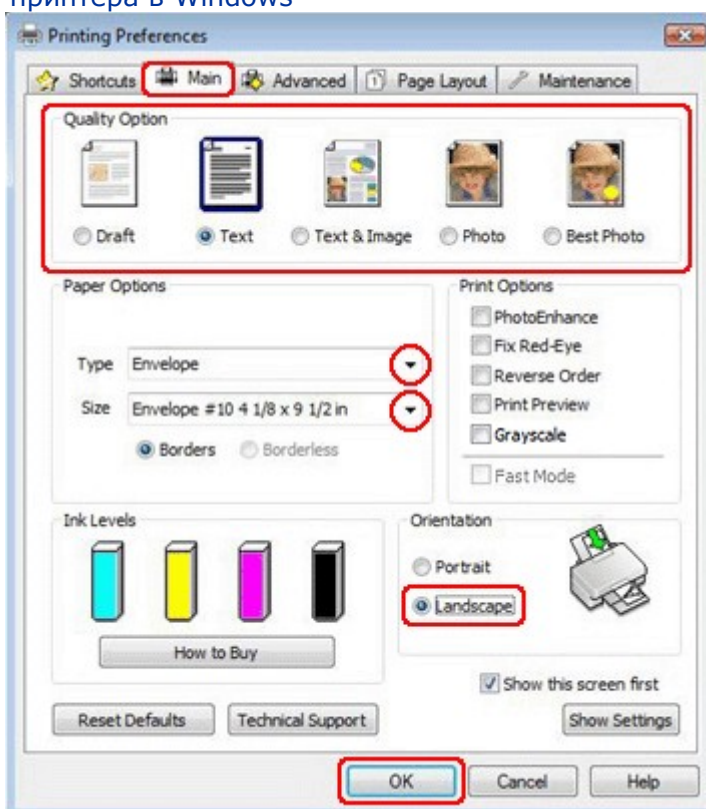 принтера в Windows
Printing Preferences
Shortcuts Main Advanced Page Layout Maintenance
Quality Option
Draft Text Text & Image Photo Best Photo
Paper Options
Print Options
PhotoEnhance
Fix Red-Eye
Type Envelope
Reverse Order
Size Envelope #10 4 1/8 x 9 1/2 in
Print Preview
Borders Borderless
Grayscale
Fast Mode
Ink Levels
Orientation
Portrait
Landscape
How to Buy
Show this screen first
Reset Defaults Technical Support Show Settings
OK Cancel Help